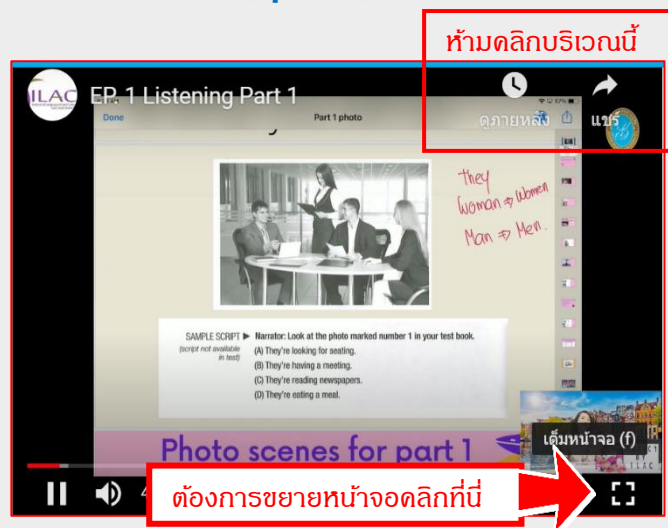 ห้ามคลิกบริเวณนี้
ILAC
EP. 1 Listening Part 1
ดูภายหลัง
แชร์
Done
Part 1 photo
They
Woman ⇒ Women
Man ⇒ Men.
SAMPLE SCRIPT ► Narrator: Look at the photo marked number 1 in your test book.
(script not available in test)
(A) They're looking for seating.
(B) They're having a meeting.
(C) They're reading newspapers.
(D) They're eating a meal.
Photo scenes for part 1
เต็มหน้าจอ (f)
ILAC
ต้องการขยายหน้าจอคลิกที่นี่